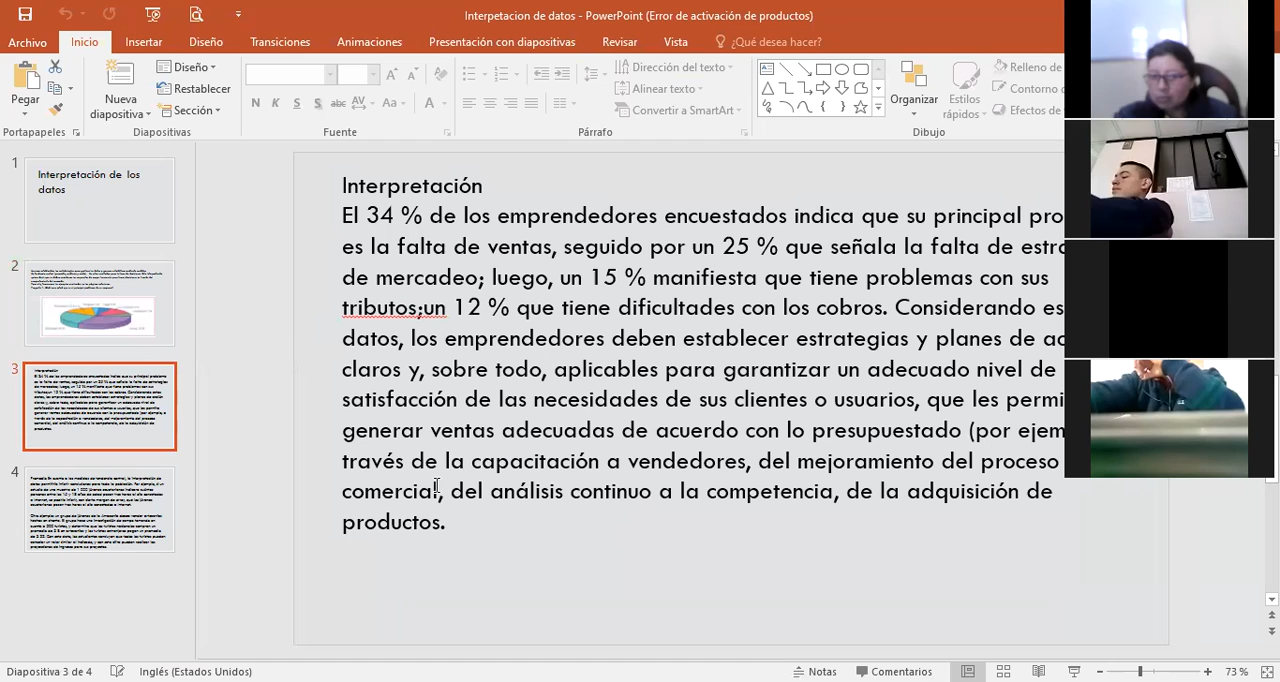 Interpetacion de datos - PowerPoint (Error de activación de productos)
Archivo Inicio Insertar Diseño Transiciones Animaciones Presentación con diapositivas Revisar Vista ¿Qué desea hacer?
Pegar
Nueva diapositiva
Diseño
Restablecer
Sección
N K S S abc AV Aa A
Dirección del texto
Alinear texto
Convertir a SmartArt
Organizar
Estilos rápidos
Relleno de
Contorno
Efectos de
Portapapeles Diapositivas Fuente Párrafo Dibujo
1
Interpretación de los
datos
2
3
4
Interpretación
El 34 % de los emprendedores encuestados indica que su principal pro
es la falta de ventas, seguido por un 25 % que señala la falta de estra
de mercadeo; luego, un 15 % manifiesta que tiene problemas con sus
tributos;un 12 % que tiene dificultades con los cobros. Considerando es
datos, los emprendedores deben establecer estrategias y planes de ac
claros y, sobre todo, aplicables para garantizar un adecuado nivel de
satisfacción de las necesidades de sus clientes o usuarios, que les permi
generar ventas adecuadas de acuerdo con lo presupuestado (por ejem
través de la capacitación a vendedores, del mejoramiento del proceso
comercial, del análisis continuo a la competencia, de la adquisición de
productos.
Diapositiva 3 de 4 Inglés (Estados Unidos) Notas Comentarios 73 %